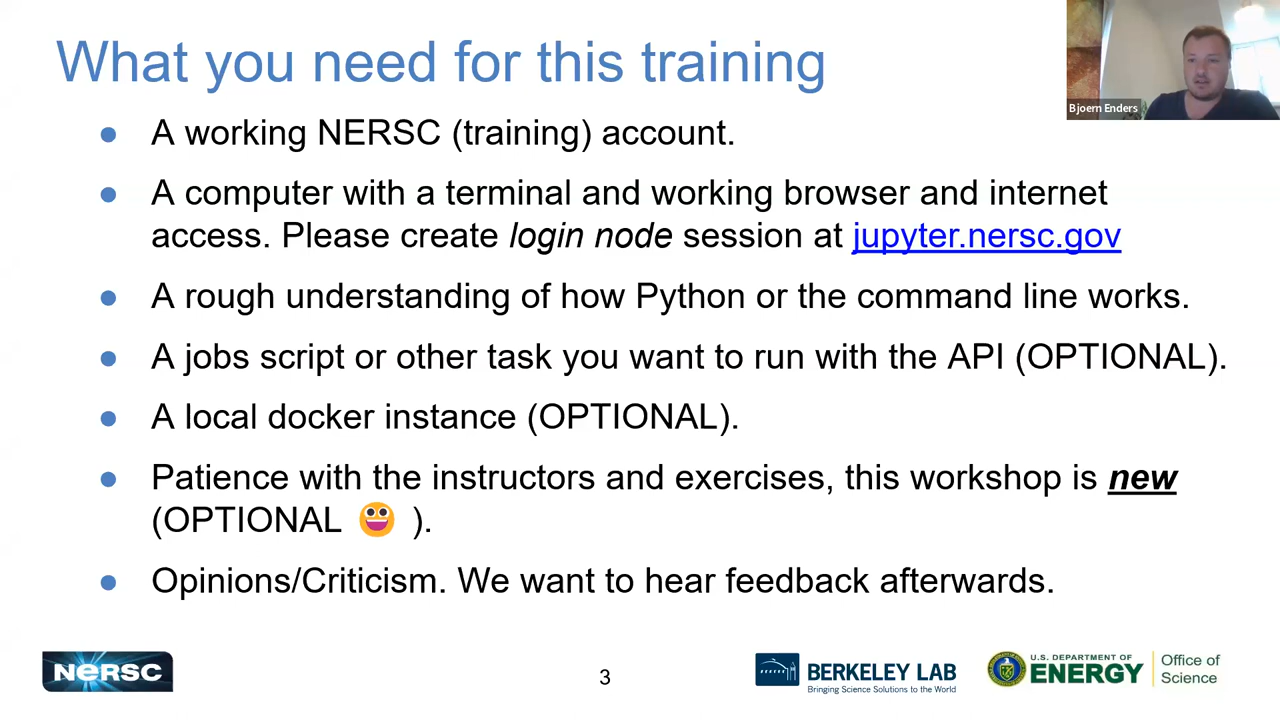 What you need for this training
Bjoern Enders
● A working NERSC (training) account.
● A computer with a terminal and working browser and internet
access. Please create login node session at jupyter.nersc.gov
● A rough understanding of how Python or the command line works.
● A jobs script or other task you want to run with the API (OPTIONAL).
● A local docker instance (OPTIONAL).
● Patience with the instructors and exercises, this workshop is new
(OPTIONAL 😀 ).
● Opinions/Criticism. We want to hear feedback afterwards.
NERSC
3
BERKELEY LAB
Bringing Science Solutions to the World
U.S. DEPARTMENT OF
ENERGY
Office of
Science